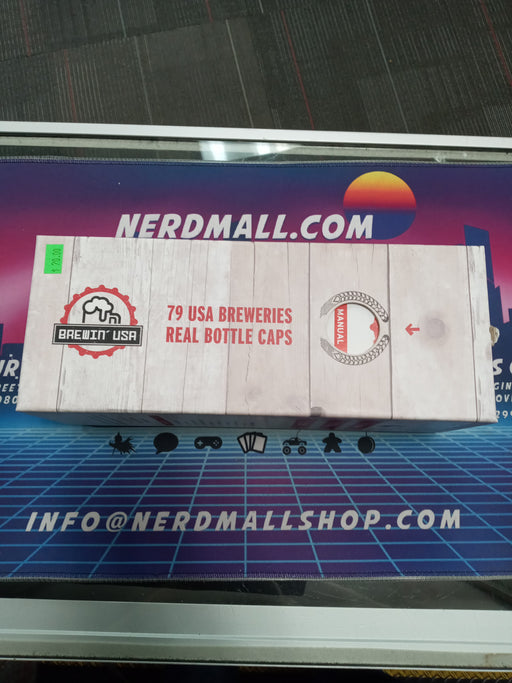 NERDMALL.COM
$ 20.00
BREWIN' USA
79 USA BREWERIES
REAL BOTTLE CAPS
MANUAL
INFO@NERDMALLSHOP.COM